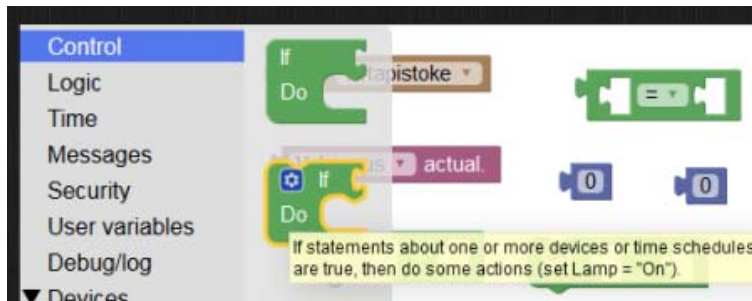 Control
Logic
Time
Messages
Security
User variables
Debug/log
Devices
If
Do
tapistoke
=
actual.
0
0
If
Do
If statements about one or more devices or time schedules
are true, then do some actions (set Lamp = "On").